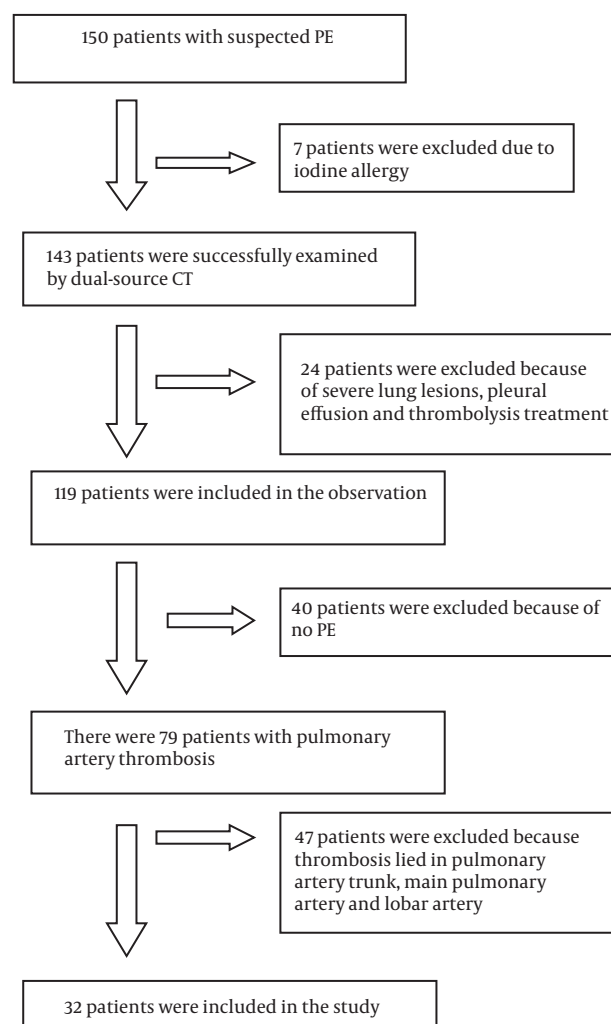 150 patients with suspected PE
7 patients were excluded due to
iodine allergy
143 patients were successfully examined
by dual-source CT
24 patients were excluded because
of severe lung lesions, pleural
effusion and thrombolysis treatment
119 patients were included in the observation
40 patients were excluded because of
no PE
There were 79 patients with pulmonary
artery thrombosis
47 patients were excluded because
thrombosis lied in pulmonary
artery trunk, main pulmonary
artery and lobar artery
32 patients were included in the study